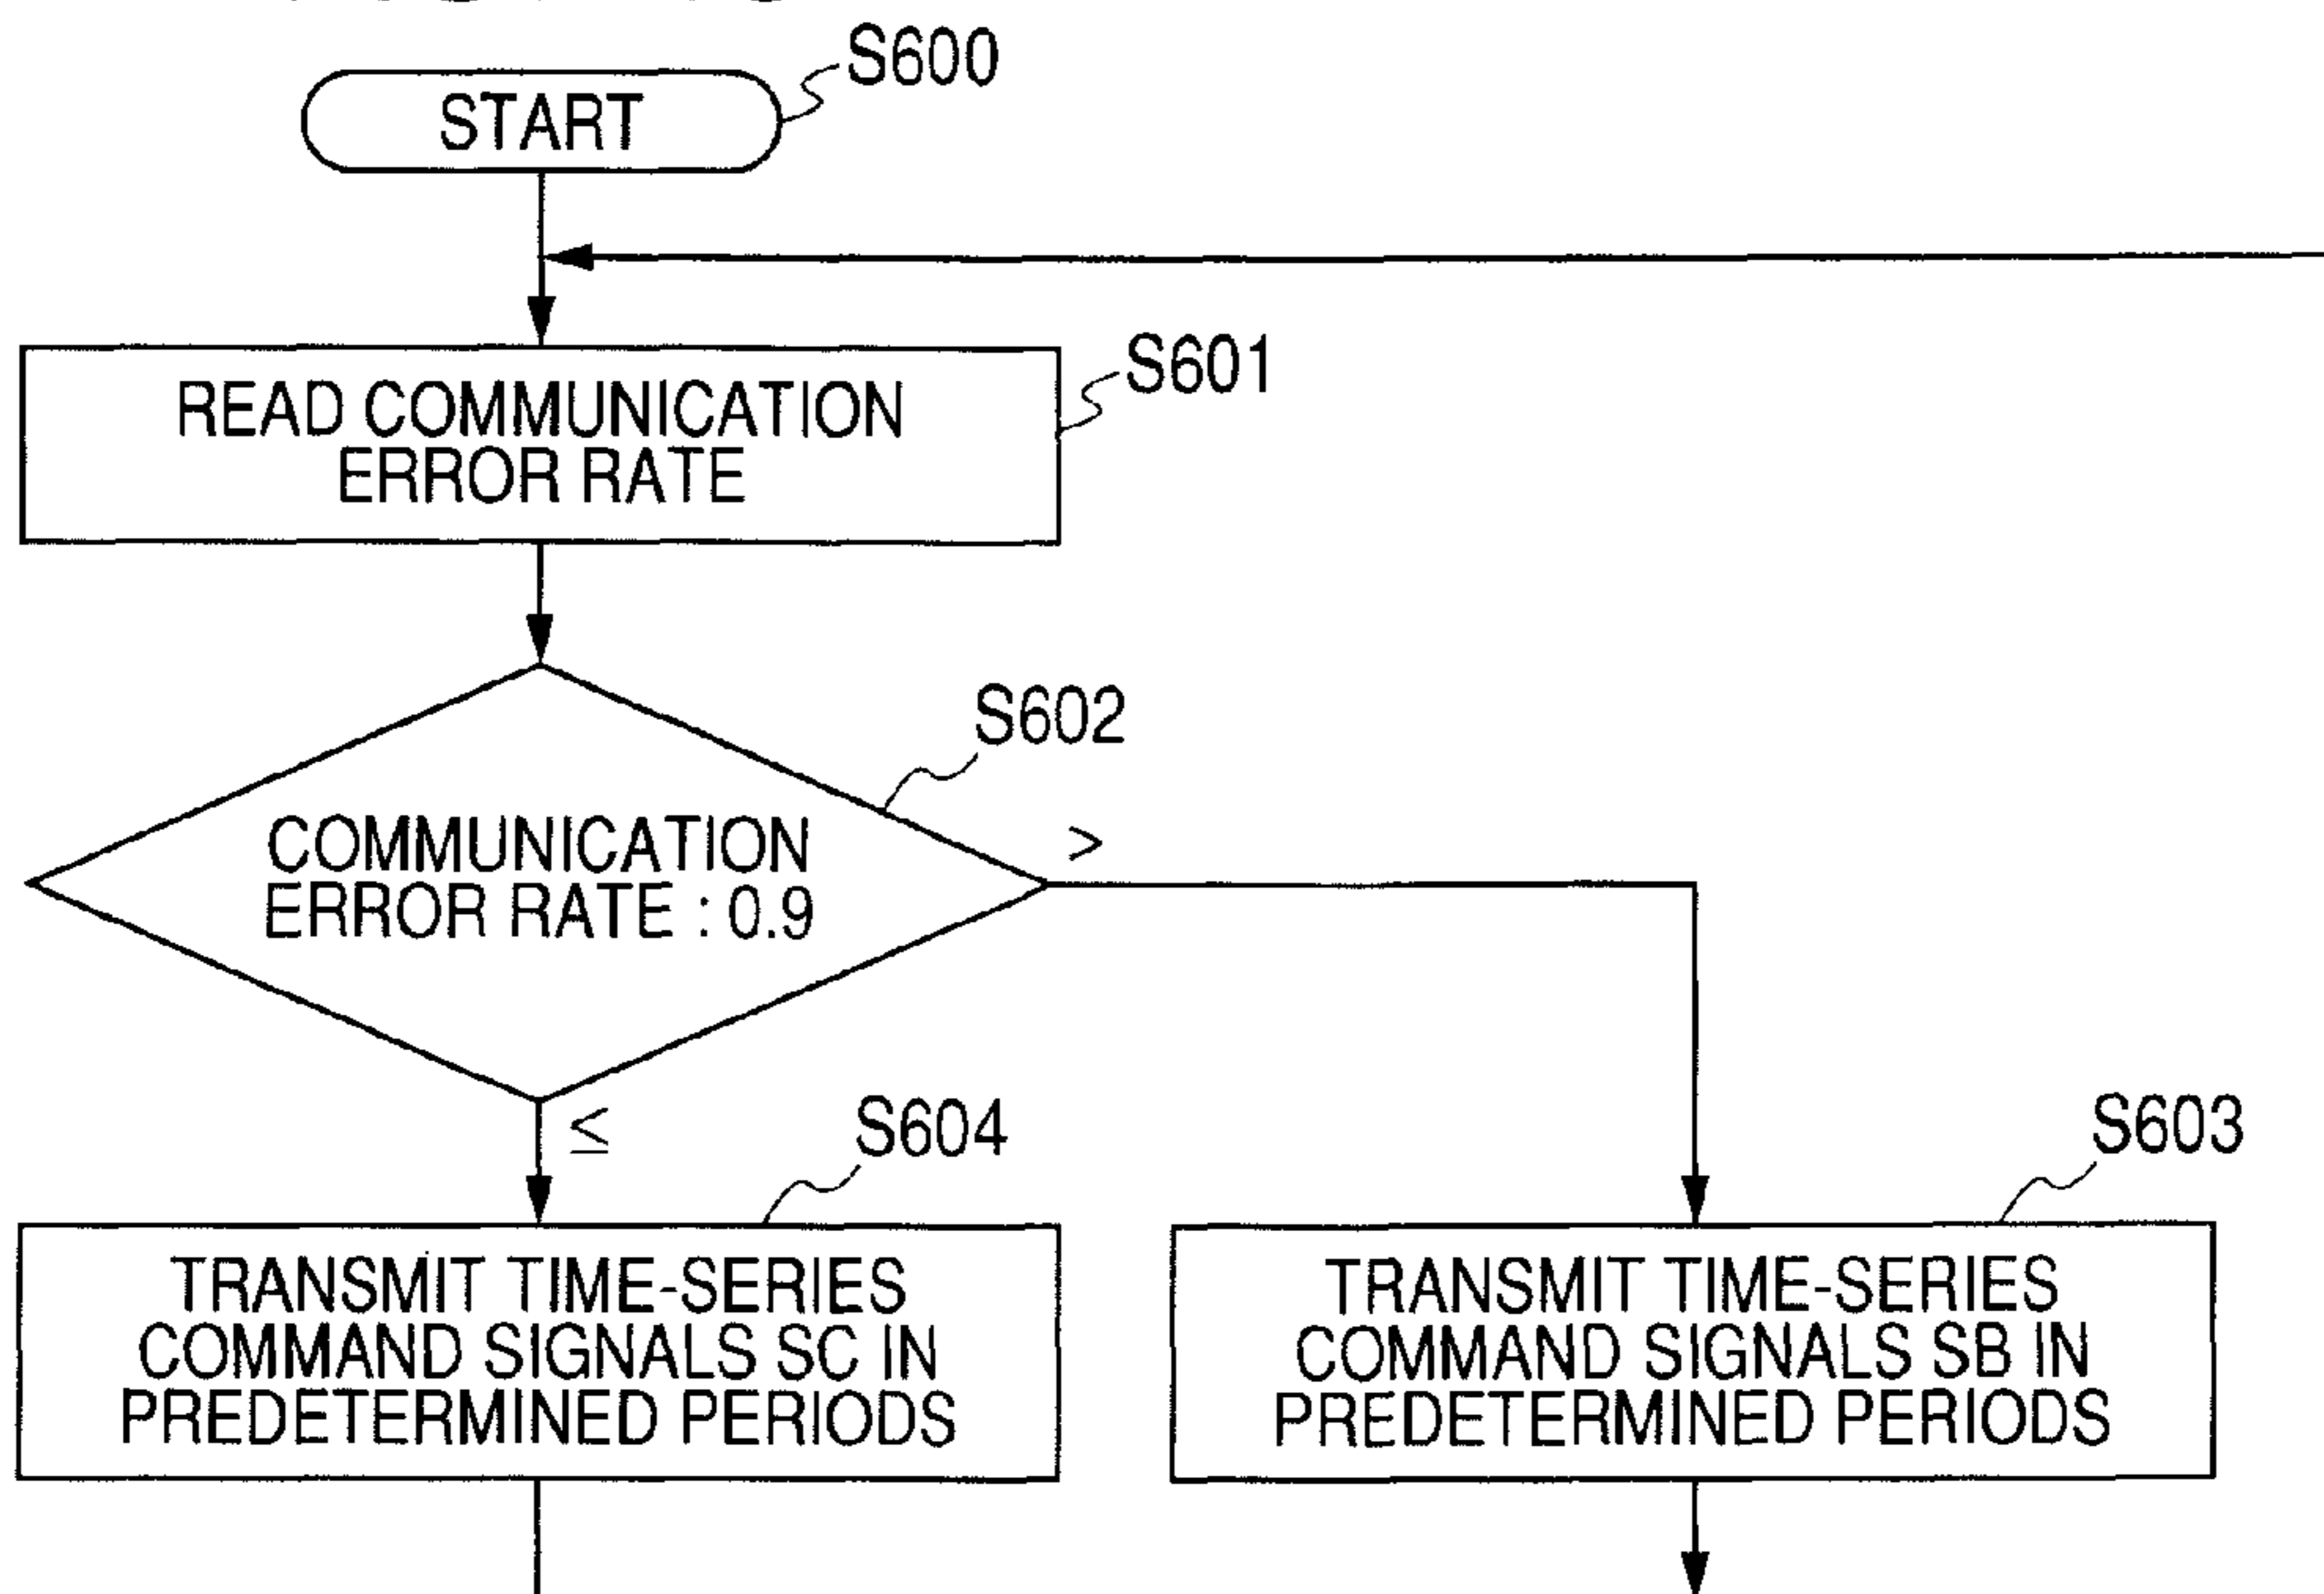 S600
START
S601
READ COMMUNICATION
ERROR RATE
S602
COMMUNICATION
ERROR RATE : 0.9
>
≤
S604
TRANSMIT TIME-SERIES
COMMAND SIGNALS SC IN
PREDETERMINED PERIODS
S603
TRANSMIT TIME-SERIES
COMMAND SIGNALS SB IN
PREDETERMINED PERIODS